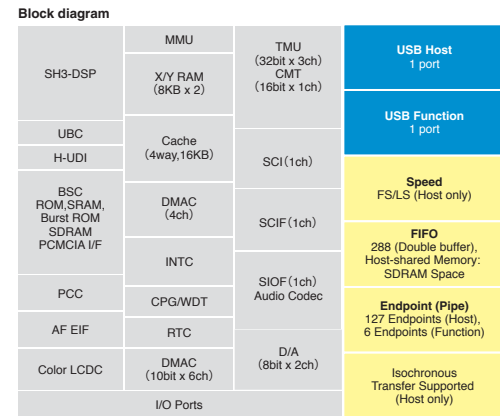 Block diagram
SH3-DSP
UBC
H-UDI
BSC
ROM,SRAM,
Burst ROM
SDRAM
PCMCIA I/F
PCC
AF EIF
Color LCDC
MMU
X/Y RAM
(8KB x 2)
Cache
(4way,16KB)
DMAC
(4ch)
INTC
CPG/WDT
RTC
DMAC
(10bit x 6ch)
TMU
(32bit x 3ch)
CMT
(16bit x 1ch)
SCI(1ch)
SCIF(1ch)
SIOF(1ch)
Audio Codec
D/A
(8bit x 2ch)
I/O Ports
USB Host
1 port
USB Function
1 port
Speed
FS/LS (Host only)
FIFO
288 (Double buffer),
Host-shared Memory:
SDRAM Space
Endpoint (Pipe)
127 Endpoints (Host),
6 Endpoints (Function)
Isochronous
Transfer Supported
(Host only)